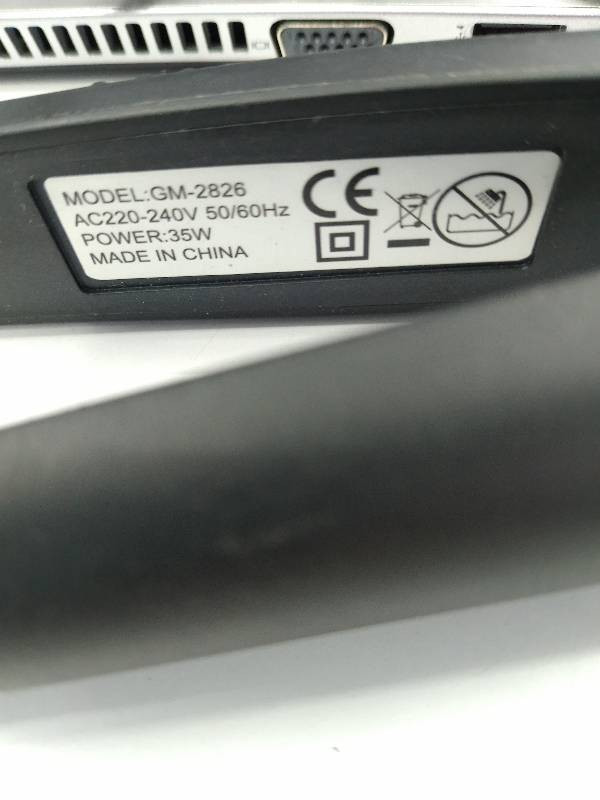 MODEL:GM-2826
AC220-240V 50/60Hz
POWER:35W
MADE IN CHINA
CE